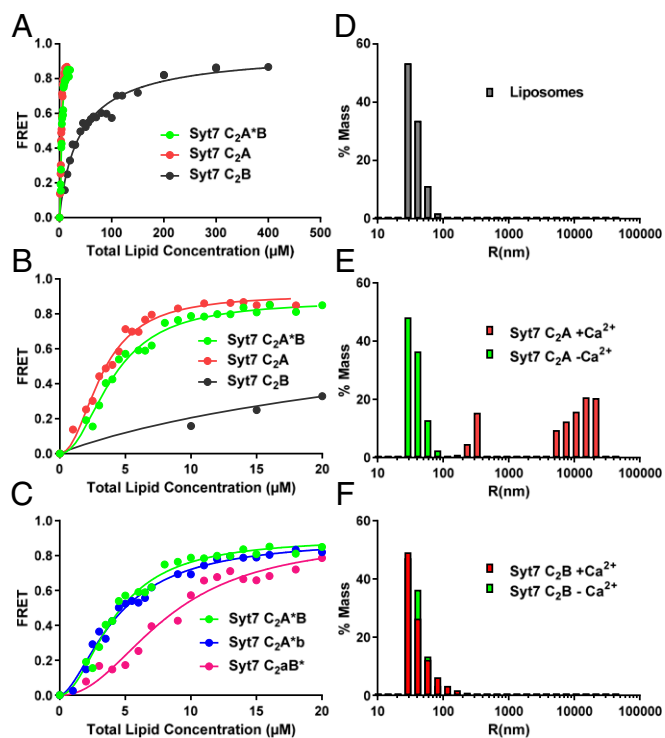 A
1.0
0.8
0.6
0.4
0.2
0.0
FRET
Syt7 C₂A*B
Syt7 C₂A
Syt7 C₂B
0 100 200 300 400 500
Total Lipid Concentration (μM)
B
1.0
0.8
0.6
0.4
0.2
0.0
FRET
Syt7 C₂A*B
Syt7 C₂A
Syt7 C₂B
0 5 10 15 20
Total Lipid Concentration (μM)
C
1.0
0.8
0.6
0.4
0.2
0.0
FRET
Syt7 C₂A*B
Syt7 C₂A*b
Syt7 C₂aB*
0 5 10 15 20
Total Lipid Concentration (μM)
D
60
40
20
0
% Mass
Liposomes
10 100 1000 10000 100000
R(nm)
E
60
40
20
0
% Mass
Syt7 C₂A +Ca²⁺
Syt7 C₂A -Ca²⁺
10 100 1000 10000 100000
R(nm)
F
60
40
20
0
% Mass
Syt7 C₂B +Ca²⁺
Syt7 C₂B - Ca²⁺
10 100 1000 10000 100000
R(nm)